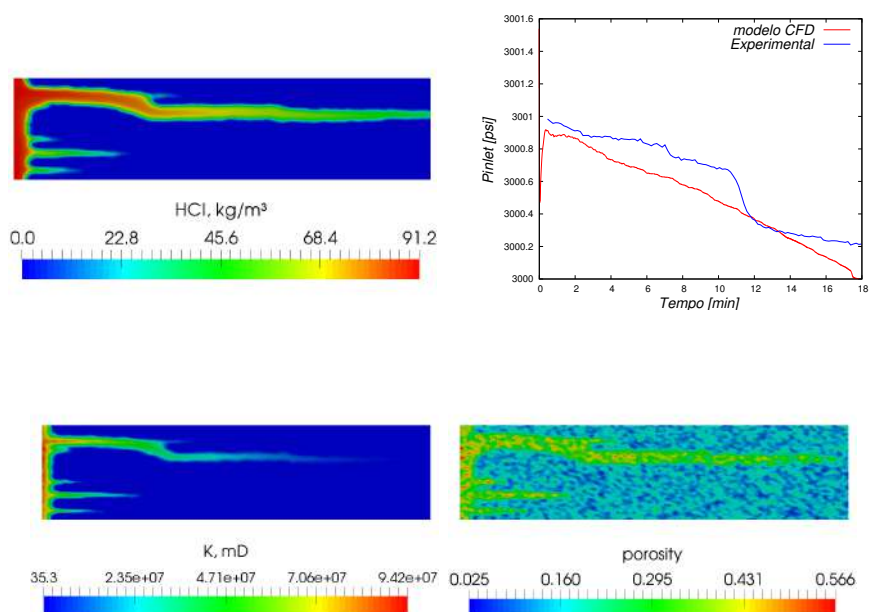 3001.6
modelo CFD
3001.4
Experimental
3001.2
3001
3000.8
3000.6
3000.4
3000.2
3000
Pinlet [psi]
0 2 4 6 8 10 12 14 16 18
Tempo [min]
HCl, kg/m³
0.0 22.8 45.6 68.4 91.2
K, mD
35.3 2.35e+07 4.71e+07 7.06e+07 9.42e+07
porosity
0.025 0.160 0.295 0.431 0.566